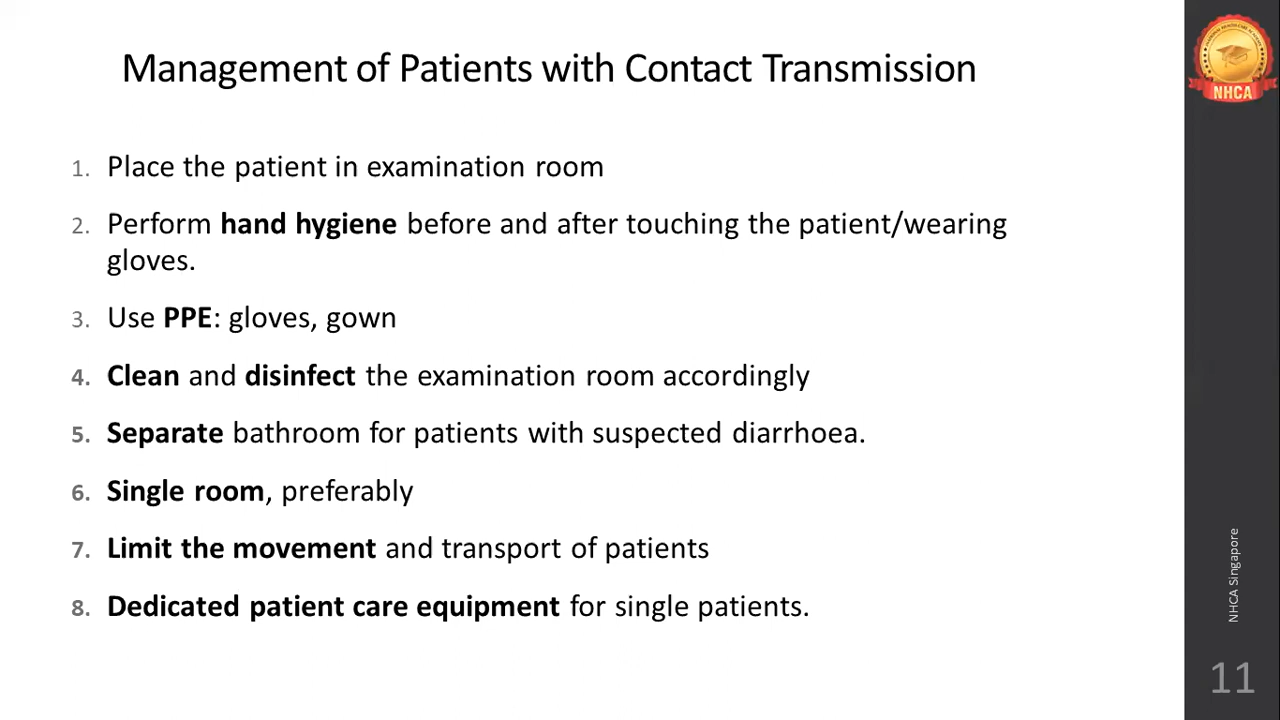 Management of Patients with Contact Transmission
1. Place the patient in examination room
2. Perform hand hygiene before and after touching the patient/wearing
gloves.
3. Use PPE: gloves, gown
4. Clean and disinfect the examination room accordingly
5. Separate bathroom for patients with suspected diarrhoea.
6. Single room, preferably
7. Limit the movement and transport of patients
8. Dedicated patient care equipment for single patients.
NHCA
NHCA Singapore
11